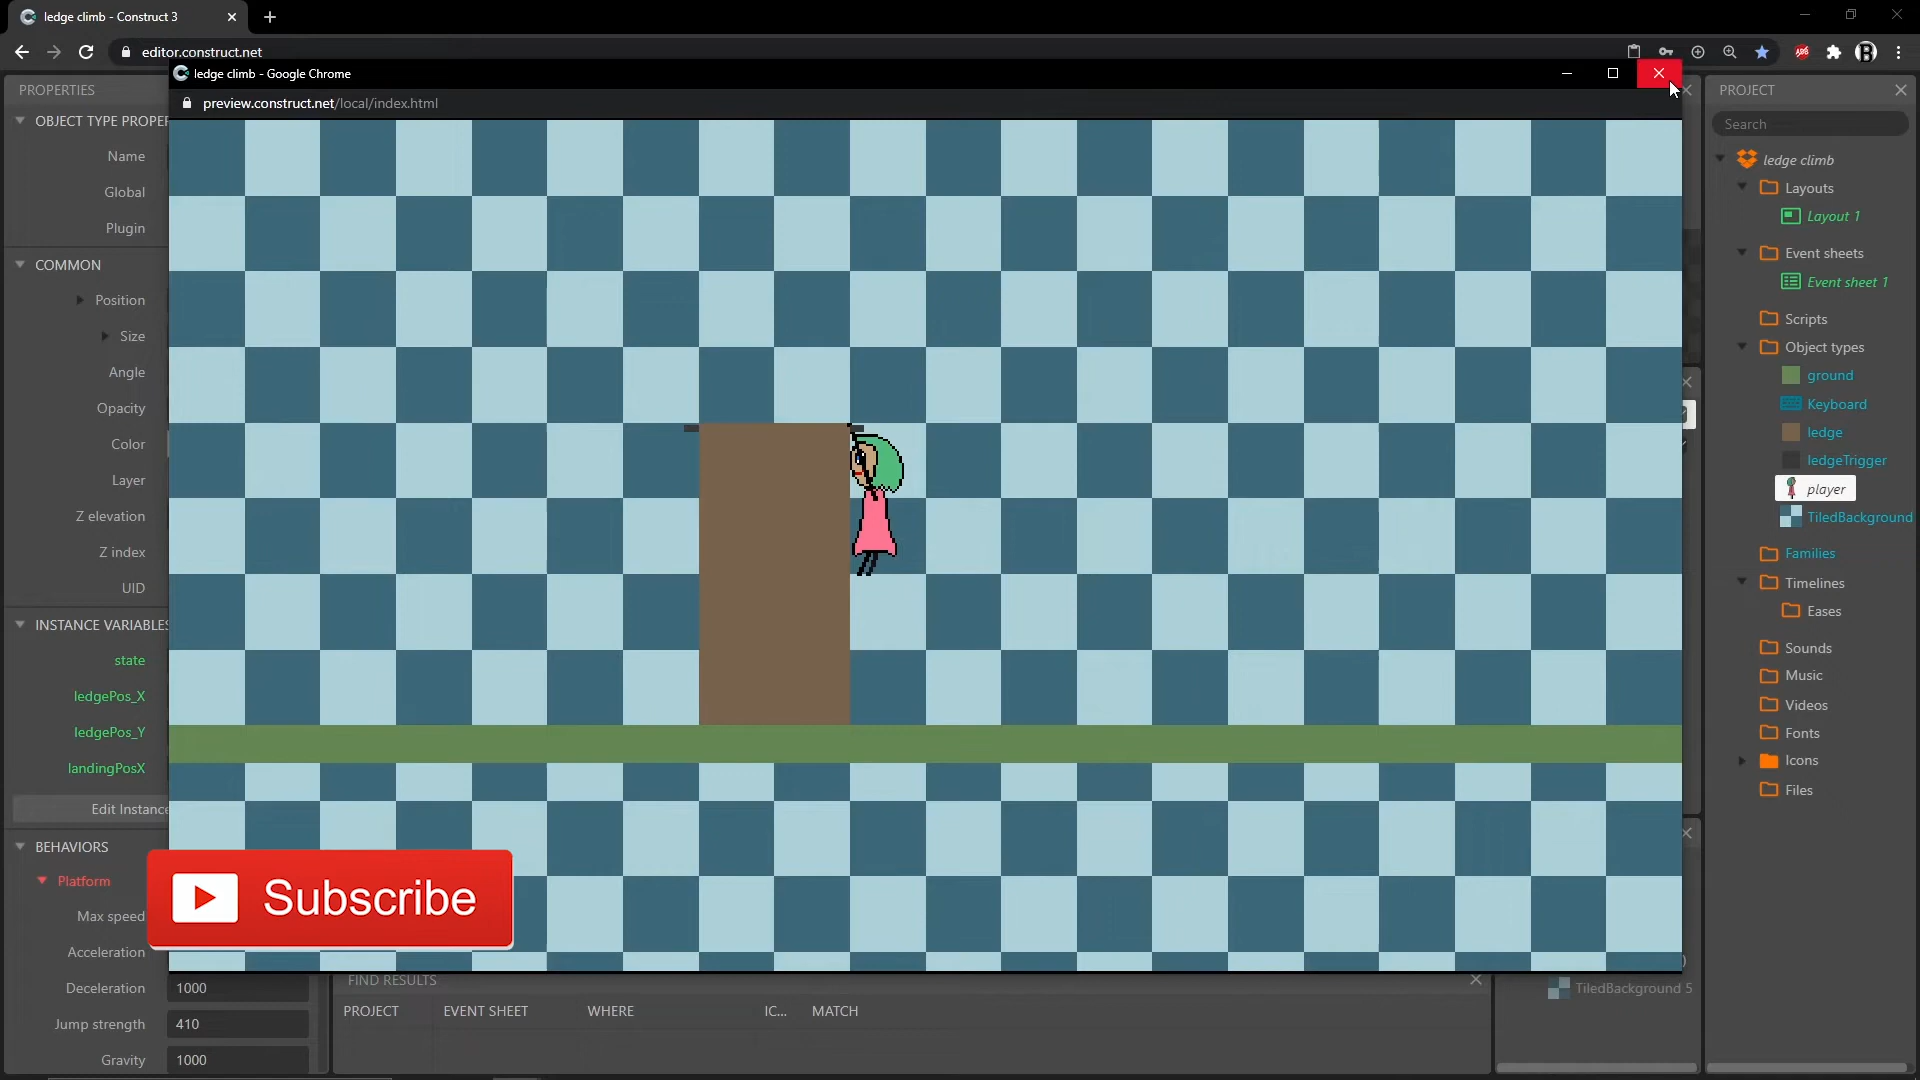 ledge climb - Construct 3
editor.construct.net
ledge climb - Google Chrome
preview.construct.net/local/index.html
PROPERTIES
OBJECT TYPE PROPER
Name
Global
Plugin
COMMON
Position
Size
Angle
Opacity
Color
Layer
Z elevation
Z index
UID
INSTANCE VARIABLES
state
ledgePos_X
ledgePos_Y
landingPosX
Edit Instance
BEHAVIORS
Platform
Max speed
Acceleration
Deceleration 1000
Jump strength 410
Gravity 1000
Subscribe
FIND RESULTS
PROJECT EVENT SHEET WHERE IC... MATCH
TiledBackground 5
PROJECT
Search
ledge climb
Layouts
Layout 1
Event sheets
Event sheet 1
Scripts
Object types
ground
Keyboard
ledge
ledgeTrigger
player
TiledBackground
Families
Timelines
Eases
Sounds
Music
Videos
Fonts
Icons
Files